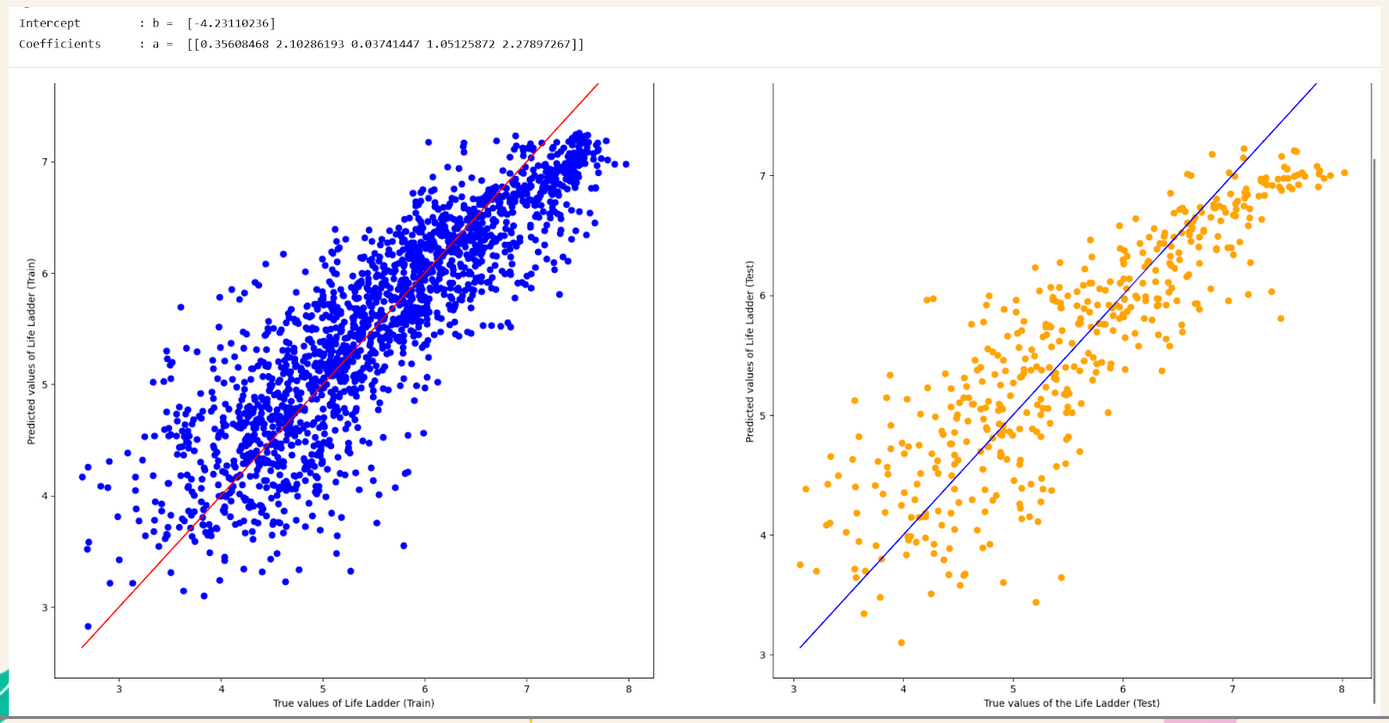 Intercept : b = [-4.23110236]
Coefficients : a = [[0.35608468 2.10286193 0.03741447 1.05125872 2.27897267]]
Predicted values of Life Ladder (Train)
7
6
5
4
3
3 4 5 6 7 8
True values of Life Ladder (Train)
Predicted values of Life Ladder (Test)
7
6
5
4
3
3 4 5 6 7 8
True values of the Life Ladder (Test)